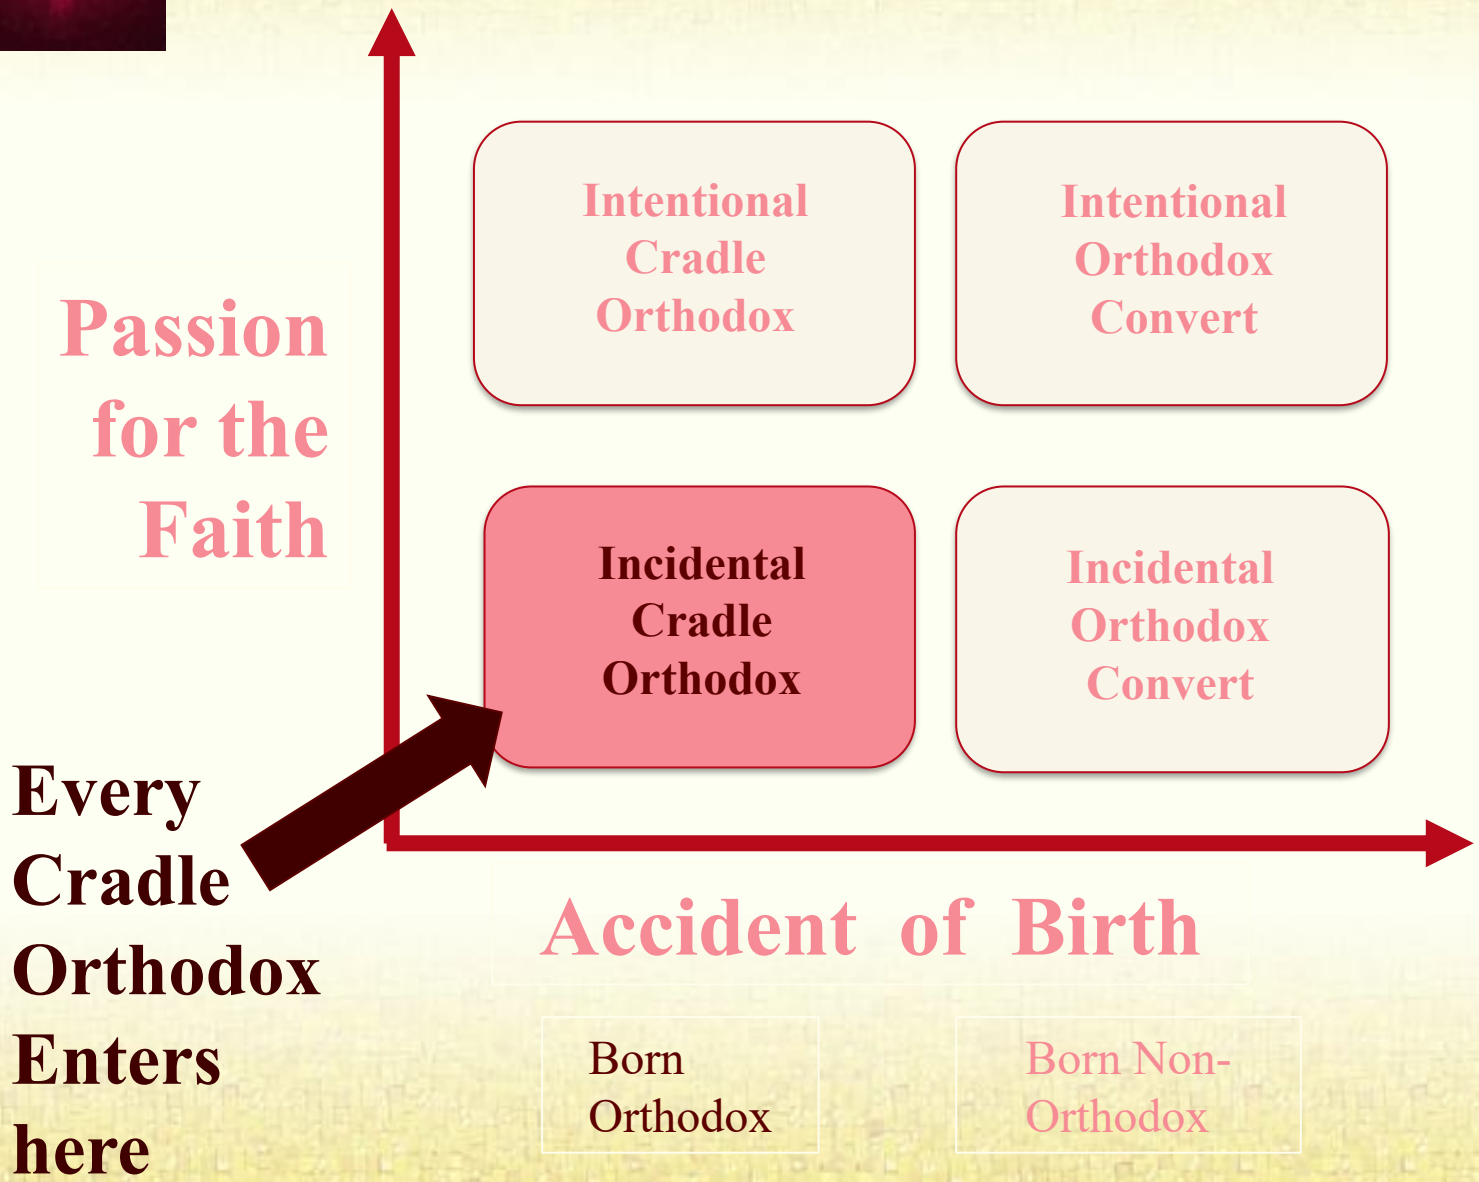 Intentional
Cradle
Orthodox
Intentional
Orthodox
Convert
Passion
for the
Faith
Incidental
Cradle
Orthodox
Incidental
Orthodox
Convert
Every
Cradle
Orthodox
Enters
here
Accident of Birth
Born
Orthodox
Born Non-
Orthodox